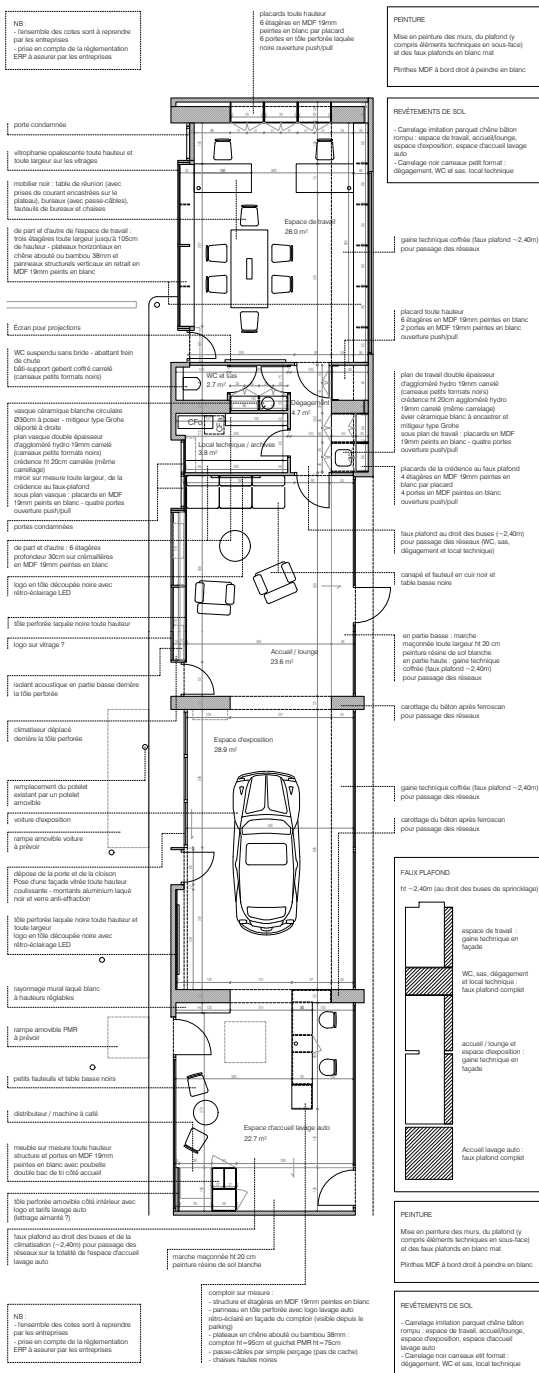 NB :
- l'ensemble des cotes sont à reprendre
par les entreprises
- prise en compte de la réglementation
ERP à assurer par les entreprises
placards toute hauteur
6 étagères en MDF 19mm
peintes en blanc par placard
6 portes en tôle perforée laquée
noire ouverture push/pull
PEINTURE
Mise en peinture des murs, du plafond (y
compris éléments techniques en sous-face)
et des faux plafonds en blanc mat
Plinthes MDF à bord droit à peindre en blanc
REVÊTEMENTS DE SOL
- Carrelage imitation parquet chêne bâton
rompu : espace de travail, accueil/lounge,
espace d'exposition, espace d'accueil lavage
auto
- Carrelage noir carreaux petit format :
dégagement, WC et sas, local technique
porte condamnée
vitrophanie opalescente toute hauteur et
toute largeur sur les vitrages
mobilier noir : table de réunion (avec
prises de courant encastrées sur le
plateau), bureaux (avec passe-câbles),
fauteuils de bureaux et chaises
de part et d'autre de l'espace de travail :
trois étagères toute largeur jusqu'à 105cm
de hauteur - plateaux horizontaux en
chêne abouté ou bambou 38mm et
panneaux structurels verticaux en retrait en
MDF 19mm peints en blanc
Écran pour projections
WC suspendu sans bride - abattant frein
de chute
bâti-support geberit coffré carrelé
(carreaux petits formats noirs)
vasque céramique blanche circulaire
Ø30cm à poser - mitigeur type Grohe
déporté à droite
plan vasque double épaisseur
d'aggloméré hydro 19mm carrelé
(carreaux petits formats noirs)
crédence ht 20cm carrelée (même
carrellage)
miroir sur mesure toute largeur, de la
crédence au faux-plafond
sous plan vasque : placards en MDF
19mm peints en blanc - quatre portes
ouverture push/pull
portes condamnées
de part et d'autre : 6 étagères
profondeur 30cm sur crémaillères
en MDF 19mm peintes en blanc
logo en tôle découpée noire avec
rétro-éclairage LED
tôle perforée laquée noire toute hauteur
logo sur vitrage ?
isolant acoustique en partie basse derrière
la tôle perforée
climatiseur déplacé
derrière la tôle perforée
remplacement du potelet
existant par un potelet
amovible
voiture d'exposition
rampe amovible voiture
à prévoir
dépose de la porte et de la cloison
Pose d'une façade vitrée toute hauteur
coulissante - montants aluminium laqué
noir et verre anti-effraction
tôle perforée laquée noire toute hauteur et
toute largeur
logo en tôle découpée noire avec
rétro-éclairage LED
rayonnage mural laqué blanc
à hauteurs réglables
rampe amovible PMR
à prévoir
petits fauteuils et table basse noirs
distributeur / machine à café
meuble sur mesure toute hauteur
structure et portes en MDF 19mm
peintes en blanc avec poubelle
double bac de tri côté accueil
tôle perforée amovible côté intérieur avec
logo et tarifs lavage auto
(lettrage aimanté ?)
faux plafond au droit des buses et de la
climatisation (~2,40m) pour passage des
réseaux sur la totalité de l'espace d'accueil
lavage auto
Espace de travail
28.0 m²
WC et sas
2.7 m²
Dégagement
4.7 m²
CFo
Local technique / archives
3.8 m²
Accueil / lounge
23.6 m²
Espace d'exposition
28.9 m²
Espace d'accueil lavage auto
22.7 m²
gaine technique coffrée (faux plafond ~2,40m)
pour passage des réseaux
placard toute hauteur
6 étagères en MDF 19mm peintes en blanc
2 portes en MDF 19mm peintes en blanc
ouverture push/pull
plan de travail double épaisseur
d'aggloméré hydro 19mm carrelé
(carreaux petits formats noirs)
crédence ht 20cm aggloméré hydro
19mm carrelé (même carrelage)
évier céramique blanc à encastrer et
mitigeur type Grohe
sous plan de travail : placards en MDF
19mm peints en blanc - quatre portes
ouverture push/pull
placards de la crédence au faux plafond
4 étagères en MDF 19mm peintes en
blanc par placard
4 portes en MDF peintes en blanc
ouverture push/pull
faux plafond au droit des buses (~2,40m)
pour passage des réseaux (WC, sas,
dégagement et local technique)
canapé et fauteuil en cuir noir et
table basse noire
en partie basse : marche
maçonnée toute largeur ht 20 cm
peinture résine de sol blanche
en partie haute : gaine technique
coffrée (faux plafond ~2,40m)
pour passage des réseaux
carottage du béton après ferroscan
pour passage des réseaux
gaine technique coffrée (faux plafond ~2,40m)
pour passage des réseaux
carottage du béton après ferroscan
pour passage des réseaux
FAUX PLAFOND
ht ~2,40m (au droit des buses de sprincklage)
espace de travail :
gaine technique en
façade
WC, sas, dégagement
et local technique :
faux plafond complet
accueil / lounge et
espace d'exposition :
gaine technique en
façade
Accueil lavage auto :
faux plafond complet
PEINTURE
Mise en peinture des murs, du plafond (y
compris éléments techniques en sous-face)
et des faux plafonds en blanc mat
Plinthes MDF à bord droit à peindre en blanc
marche maçonnée ht 20 cm
peinture résine de sol blanche
comptoir sur mesure :
- structure et étagères en MDF 19mm peintes en blanc
- panneau en tôle perforée avec logo lavage auto
rétro-éclairé en façade du comptoir (visible depuis le
parking)
- plateaux en chêne abouté ou bambou 38mm :
comptoir ht=95cm et guichet PMR ht=75cm
- passe-câbles par simple perçage (pas de cache)
- chaises hautes noires
NB :
- l'ensemble des cotes sont à reprendre
par les entreprises
- prise en compte de la réglementation
ERP à assurer par les entreprises
REVÊTEMENTS DE SOL
- Carrelage imitation parquet chêne bâton
rompu : espace de travail, accueil/lounge,
espace d'exposition, espace d'accueil
lavage auto
- Carrelage noir carreaux etit format :
dégagement, WC et sas, local technique